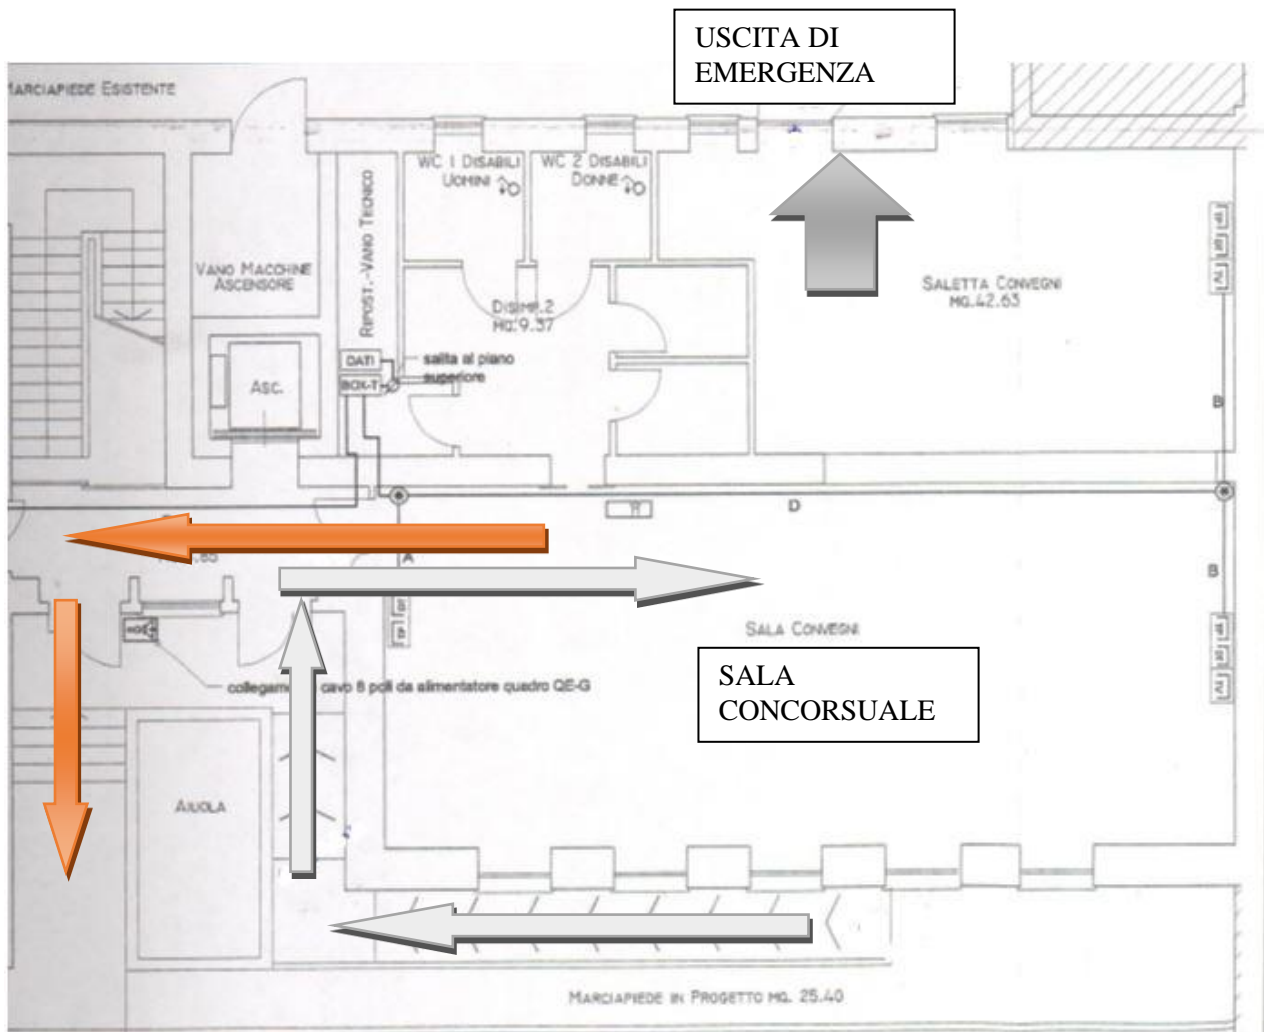 USCITA DI
EMERGENZA
MARCIAPIEDE ESISTENTE
WC 1 DISABILI
UOMINI
WC 2 DISABILI
DONNE
RIPOST.-VANO TECNICO
VANO MACCHINE
ASCENSORE
SALETTA CONVEGNI
MQ.42.63
DISIMP.2
MQ.9.37
DATI
BOX-T
salita al piano
superiore
ASC.
B
D
A
B
SALA CONVEGNI
SALA
CONCORSUALE
collegam cavo 8 poli da alimentatore quadro QE-G
AIUOLA
MARCIAPIEDE IN PROGETTO MQ. 25.40